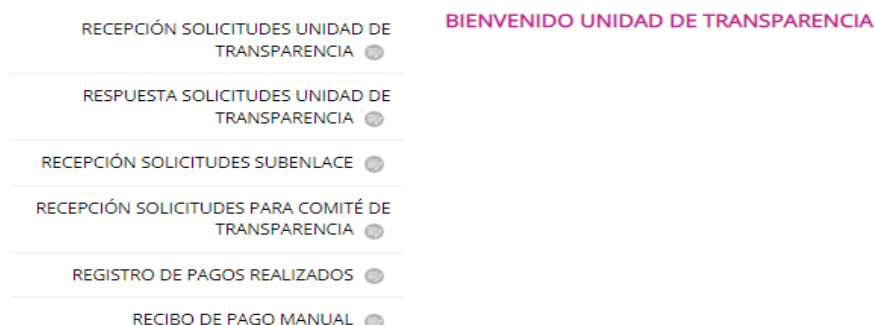 RECEPCIÓN SOLICITUDES UNIDAD DE
TRANSPARENCIA
RESPUESTA SOLICITUDES UNIDAD DE
TRANSPARENCIA
RECEPCIÓN SOLICITUDES SUBENLACE
RECEPCIÓN SOLICITUDES PARA COMITÉ DE
TRANSPARENCIA
REGISTRO DE PAGOS REALIZADOS
RECIBO DE PAGO MANUAL
BIENVENIDO UNIDAD DE TRANSPARENCIA